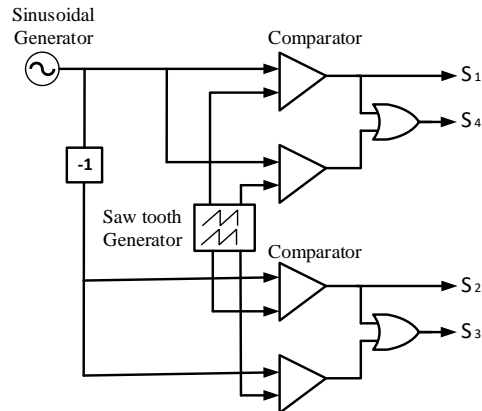 Sinusoidal
Generator
Comparator
S1
S4
-1
Saw tooth
Generator
Comparator
S2
S3